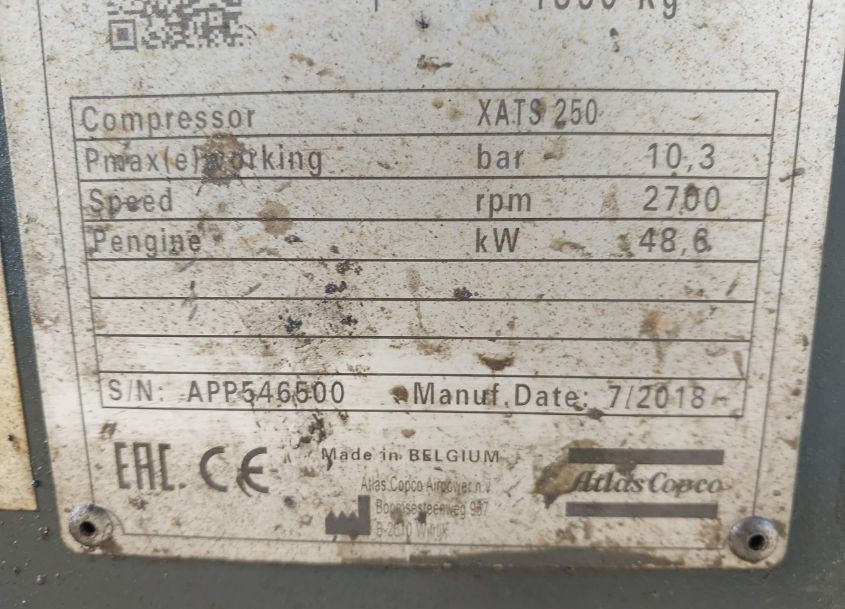 kg
Compressor XATS 250
Pmax(e) working bar 10,3
Speed rpm 2700
Pengine kW 48,6
S/N: APP546500 Manuf.Date: 7/2018
EAC CE Made in BELGIUM
Atlas Copco Airpower n.v.
Boomsesteenweg 957
B-2610 Wilrijk
Atlas Copco